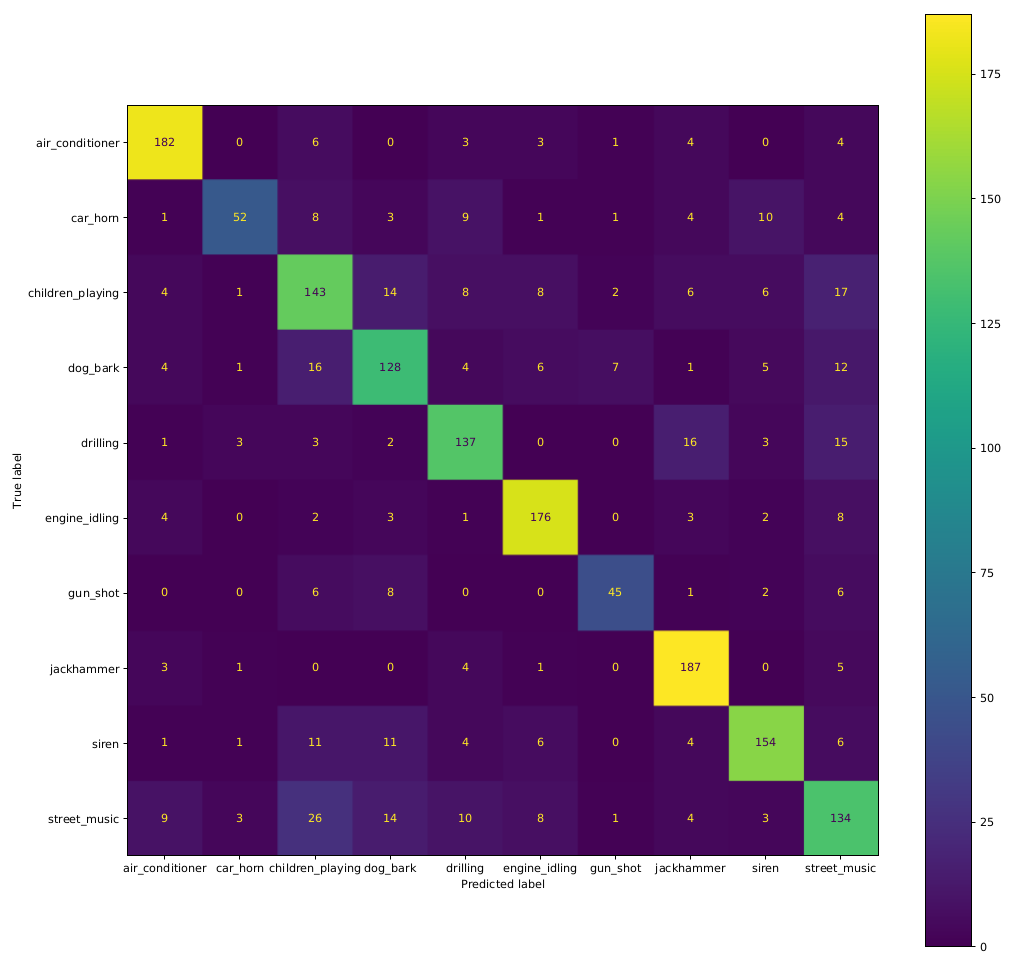 175
150
125
100
75
50
25
0
True label
air_conditioner 182 0 6 0 3 3 1 4 0 4
car_horn 1 52 8 3 9 1 1 4 10 4
children_playing 4 1 143 14 8 8 2 6 6 17
dog_bark 4 1 16 128 4 6 7 1 5 12
drilling 1 3 3 2 137 0 0 16 3 15
engine_idling 4 0 2 3 1 176 0 3 2 8
gun_shot 0 0 6 8 0 0 45 1 2 6
jackhammer 3 1 0 0 4 1 0 187 0 5
siren 1 1 11 11 4 6 0 4 154 6
street_music 9 3 26 14 10 8 1 4 3 134
air_conditioner car_horn children_playing dog_bark drilling engine_idling gun_shot jackhammer siren street_music
Predicted label